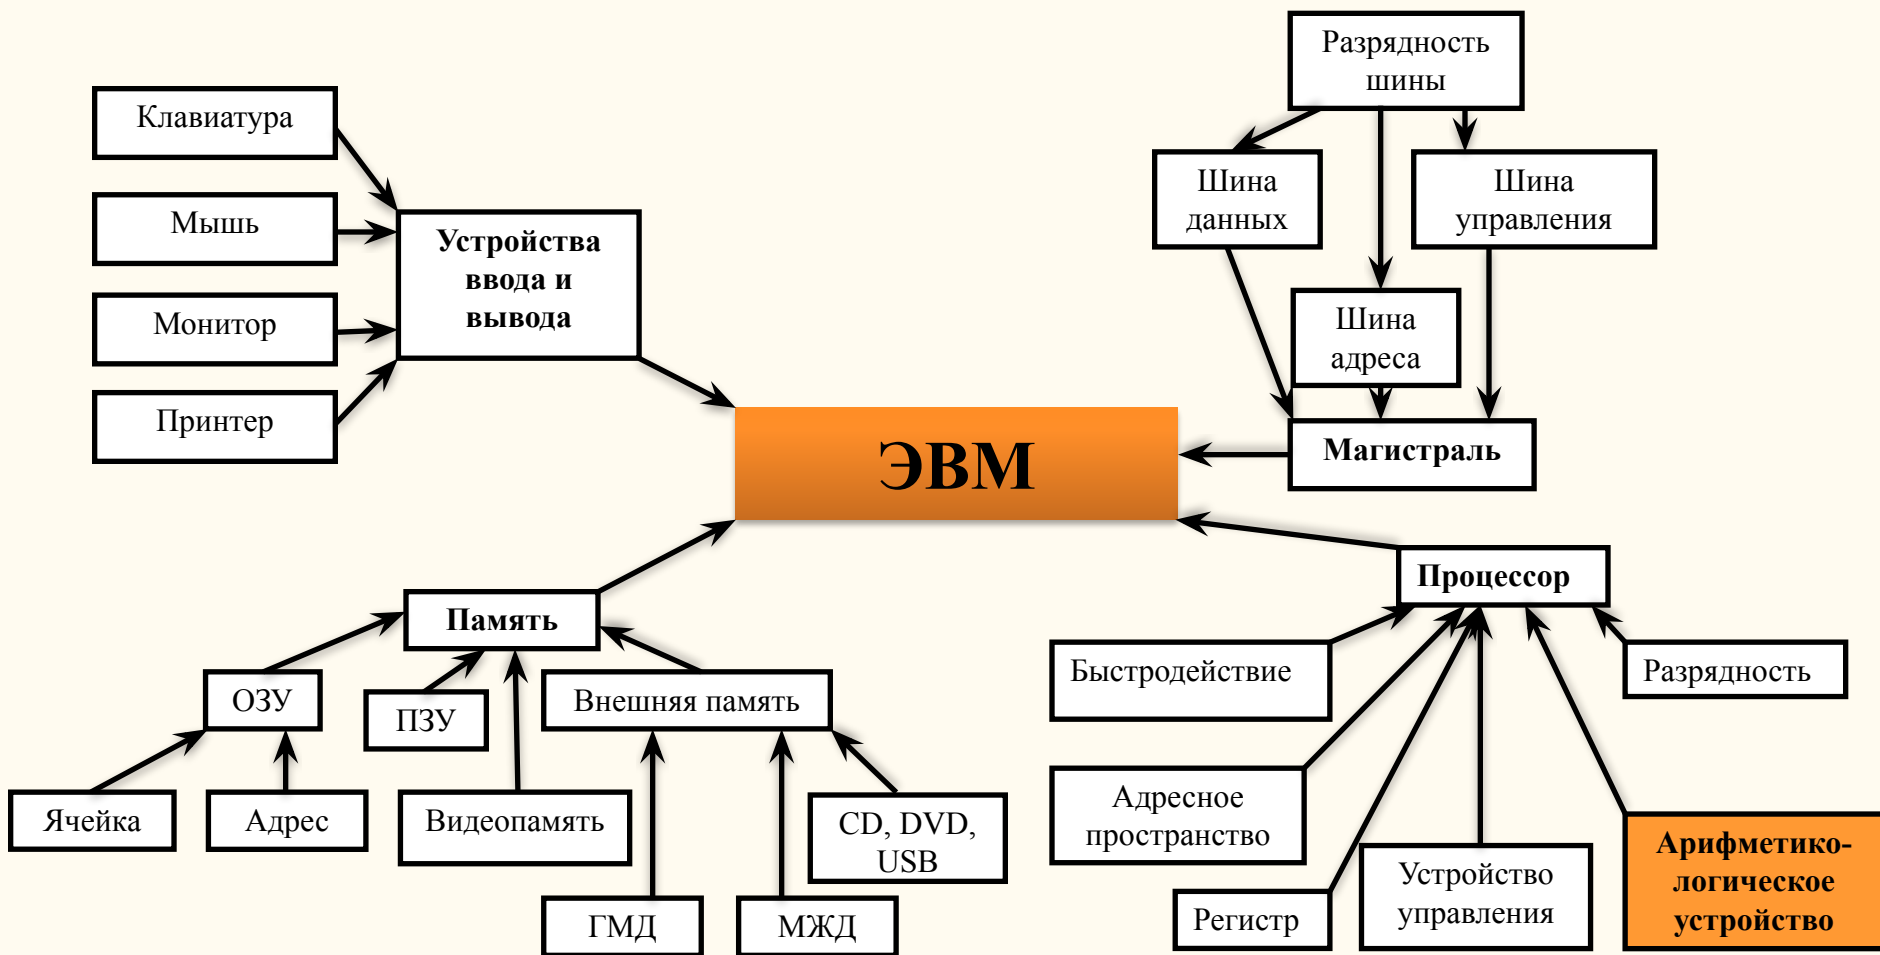 Разрядность
шины
Клавиатура
Шина
данных
Шина
управления
Мышь
Устройства
ввода и
вывода
Монитор
Шина
адреса
Принтер
ЭВМ
Магистраль
Процессор
Память
Быстродействие
Разрядность
ОЗУ
ПЗУ
Внешняя память
Ячейка
Адрес
Видеопамять
CD, DVD,
USB
Адресное
пространство
Арифметико-
логическое
устройство
Устройство
управления
Регистр
ГМД
МЖД